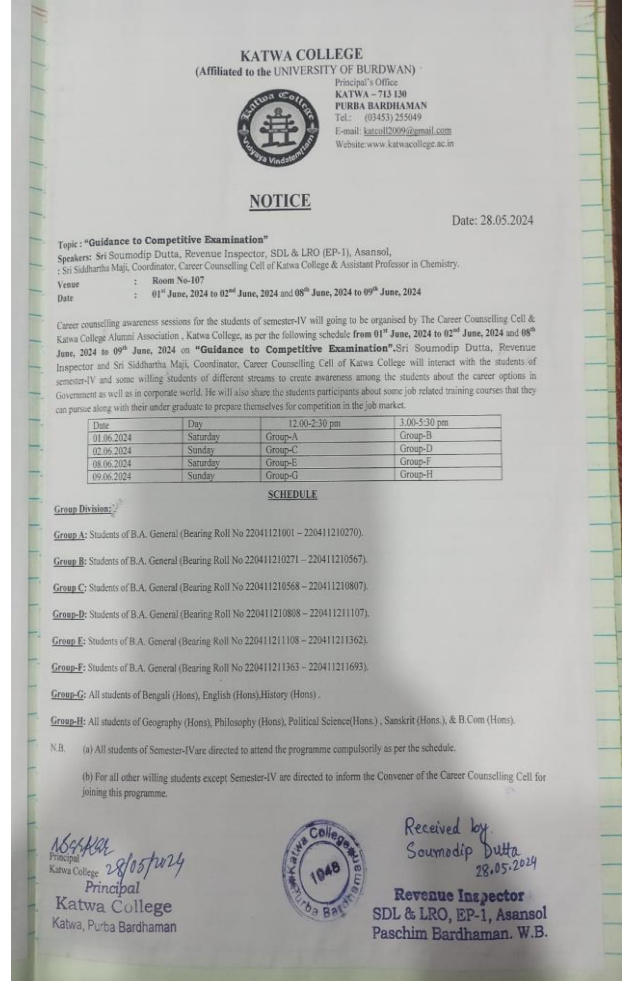 KATWA COLLEGE
(Affiliated to the UNIVERSITY OF BURDWAN)
Principal's Office
KATWA – 713 130
PURBA BARDHAMAN
Tel.: (03453) 255049
E-mail: katcoll2009@gmail.com
Website:www.katwacollege.ac.in
Katwa College
NOTICE
Date: 28.05.2024
Topic : "Guidance to Competitive Examination"
Speakers: Sri Soumodip Dutta, Revenue Inspector, SDL & LRO (EP-1), Asansol,
: Sri Siddhartha Maji, Coordinator, Career Counselling Cell of Katwa College & Assistant Professor in Chemistry.
Venue : Room No-107
Date : 01st June, 2024 to 02nd June, 2024 and 08th June, 2024 to 09th June, 2024
Career counselling awareness sessions for the students of semester-IV will going to be organised by The Career Counselling Cell &
Katwa College Alumni Association , Katwa College, as per the following schedule from 01st June, 2024 to 02nd June, 2024 and 08th
June, 2024 to 09th June, 2024 on "Guidance to Competitive Examination".Sri Soumodip Dutta, Revenue
Inspector and Sri Siddhartha Maji, Coordinator, Career Counselling Cell of Katwa College will interact with the students of
semester-IV and some willing students of different streams to create awareness among the students about the career options in
Government as well as in corporate world. He will also share the students participants about some job related training courses that they
can pursue along with their under graduate to prepare themselves for competition in the job market.
Date Day 12.00-2:30 pm 3.00-5:30 pm
01.06.2024 Saturday Group-A Group-B
02.06.2024 Sunday Group-C Group-D
08.06.2024 Saturday Group-E Group-F
09.06.2024 Sunday Group-G Group-H
SCHEDULE
Group Division:
Group A: Students of B.A. General (Bearing Roll No 22041121001 – 220411210270).
Group B: Students of B.A. General (Bearing Roll No 220411210271 – 220411210567).
Group C: Students of B.A. General (Bearing Roll No 220411210568 – 220411210807).
Group-D: Students of B.A. General (Bearing Roll No 220411210808 – 220411211107).
Group E: Students of B.A. General (Bearing Roll No 220411211108 – 220411211362).
Group-F: Students of B.A. General (Bearing Roll No 220411211363 – 220411211693).
Group-G: All students of Bengali (Hons), English (Hons),History (Hons) .
Group-H: All students of Geography (Hons), Philosophy (Hons), Political Science(Hons.) , Sanskrit (Hons.), & B.Com (Hons).
N.B. (a) All students of Semester-IVare directed to attend the programme compulsorily as per the schedule.
(b) For all other willing students except Semester-IV are directed to inform the Convener of the Career Counselling Cell for
joining this programme.
Principal
Katwa College 28/05/2024
Principal
Katwa College
Katwa, Purba Bardhaman
Katwa College
1948
Purba Bardhaman
Received by
Soumodip Dutta
28.05.2024
Revenue Inspector
SDL & LRO, EP-1, Asansol
Paschim Bardhaman. W.B.